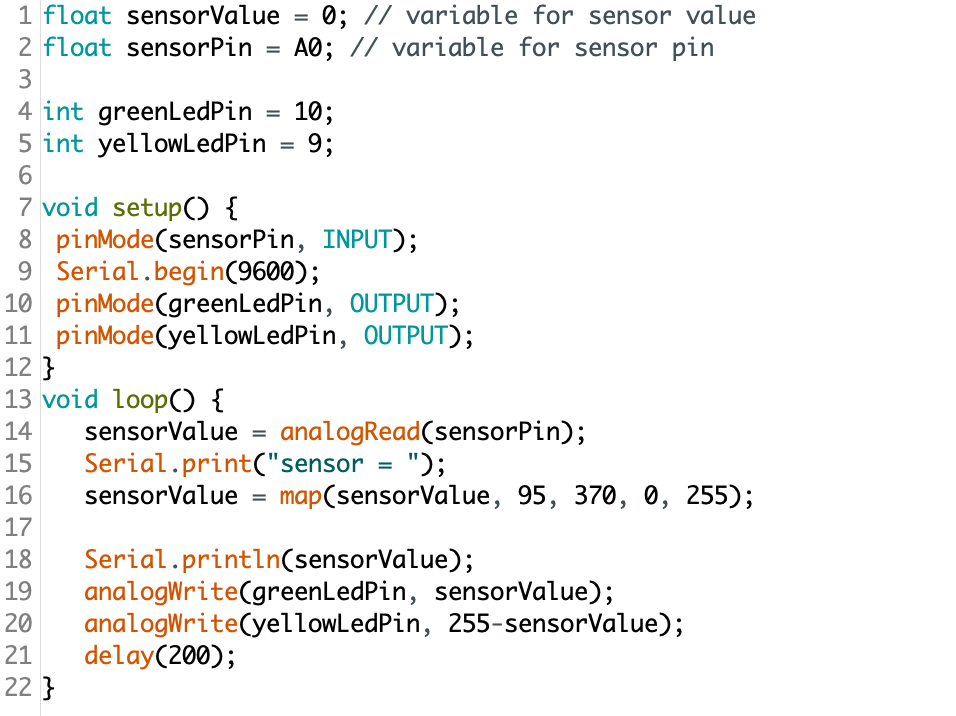 1 float sensorValue = 0; // variable for sensor value
2 float sensorPin = A0; // variable for sensor pin
3
4 int greenLedPin = 10;
5 int yellowLedPin = 9;
6
7 void setup() {
8  pinMode(sensorPin, INPUT);
9  Serial.begin(9600);
10  pinMode(greenLedPin, OUTPUT);
11  pinMode(yellowLedPin, OUTPUT);
12 }
13 void loop() {
14    sensorValue = analogRead(sensorPin);
15    Serial.print("sensor = ");
16    sensorValue = map(sensorValue, 95, 370, 0, 255);
17
18    Serial.println(sensorValue);
19    analogWrite(greenLedPin, sensorValue);
20    analogWrite(yellowLedPin, 255-sensorValue);
21    delay(200);
22 }